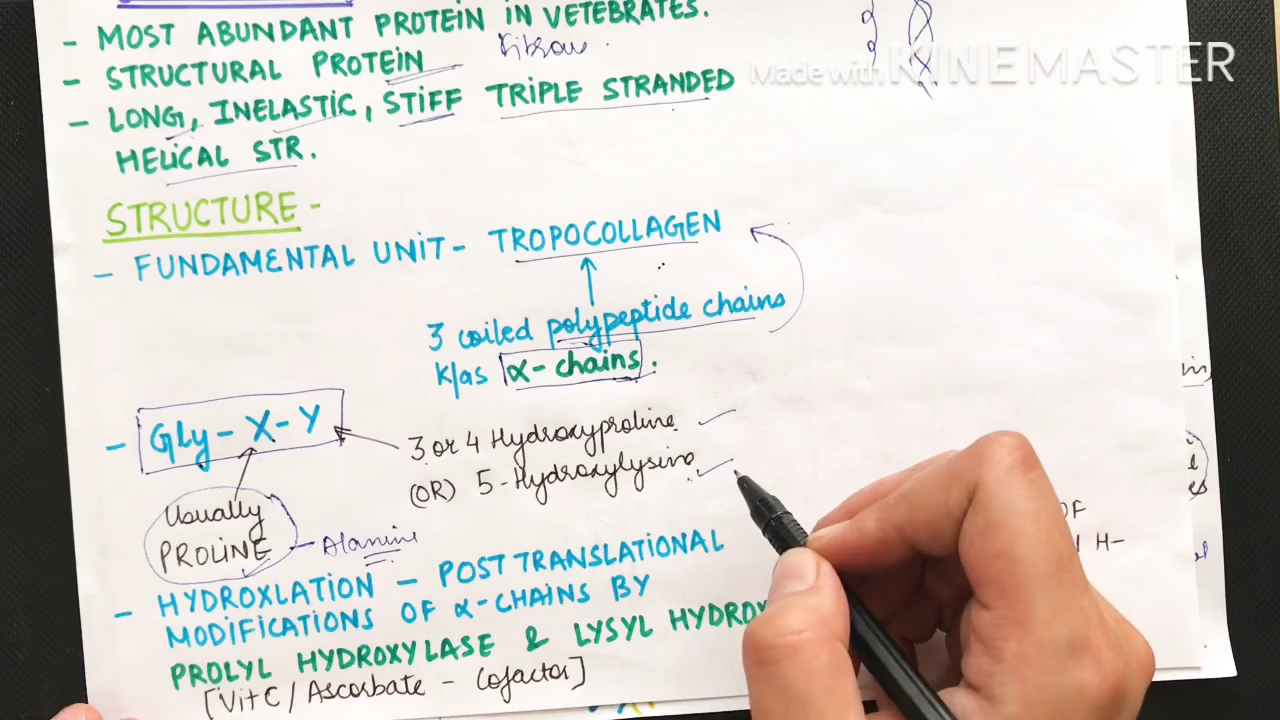 - MOST ABUNDANT PROTEIN IN VETEBRATES.
- STRUCTURAL PROTEIN Fibrous.
- LONG, INELASTIC, STIFF TRIPLE STRANDED
HELICAL STR.
STRUCTURE -
- FUNDAMENTAL UNIT - TROPOCOLLAGEN
3 coiled polypeptide chains
K/as α-chains.
- Gly - X - Y
3 or 4 Hydroxyproline
(OR) 5-Hydroxylysine
Usually
PROLINE - Alanine
- HYDROXLATION - POST TRANSLATIONAL
MODIFICATIONS OF α-CHAINS BY
PROLYL HYDROXYLASE & LYSYL HYDROX
[Vit C / Ascorbate - Cofactor]
OF
H-
Made with KINEMASTER